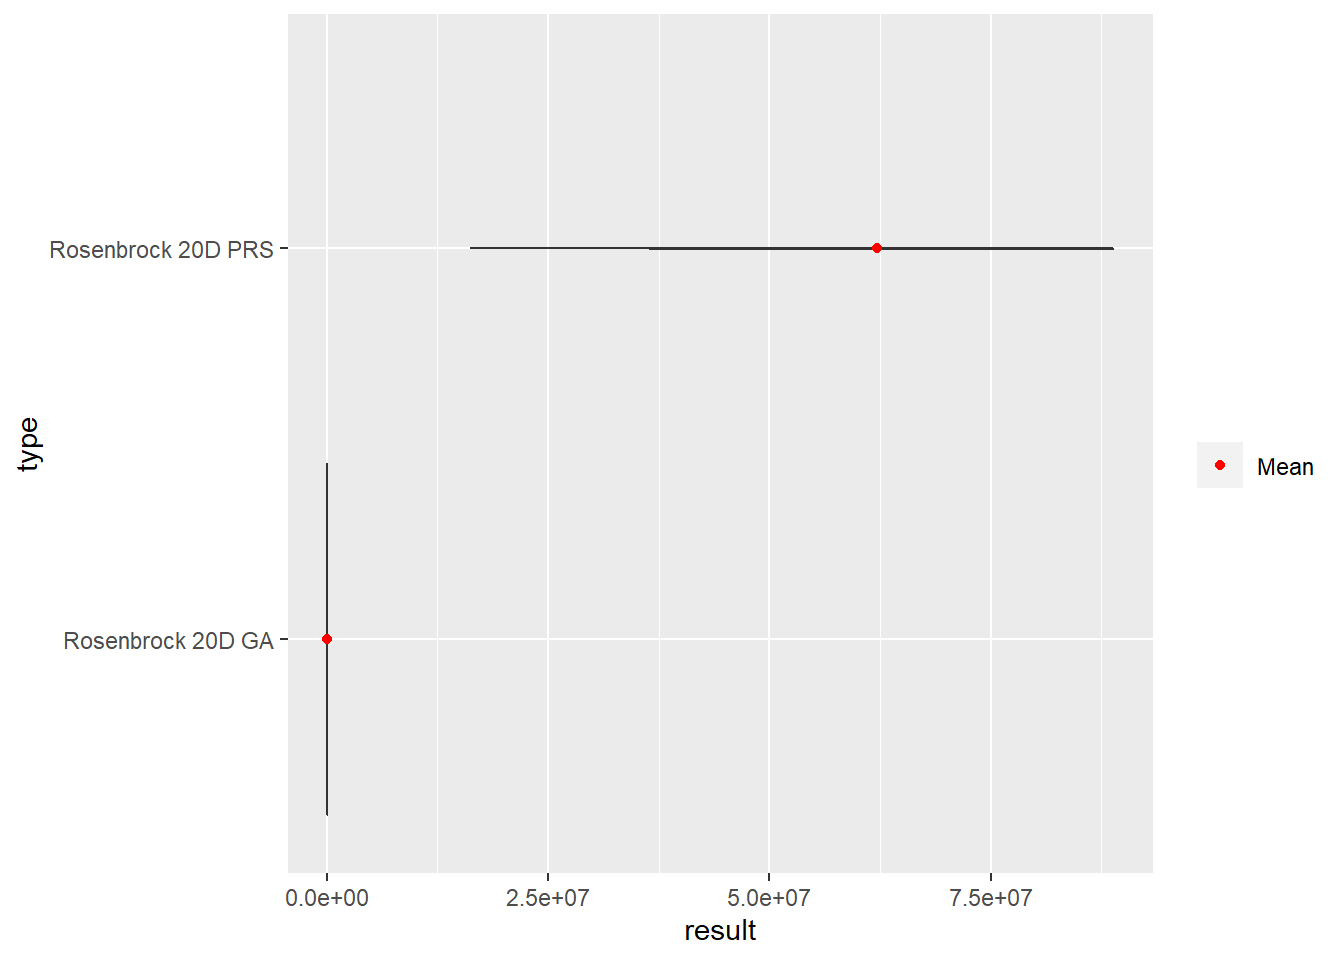 type
Rosenbrock 20D PRS
Rosenbrock 20D GA
0.0e+00
2.5e+07
5.0e+07
7.5e+07
result
Mean